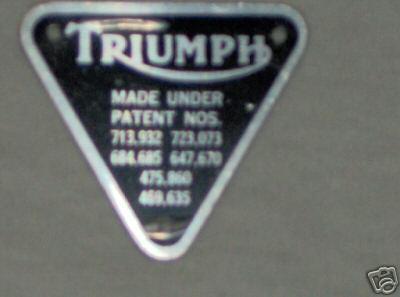 TRIUMPH
MADE UNDER
PATENT NOS.
713,932 723,073
684,685 647,670
475,860
469,635